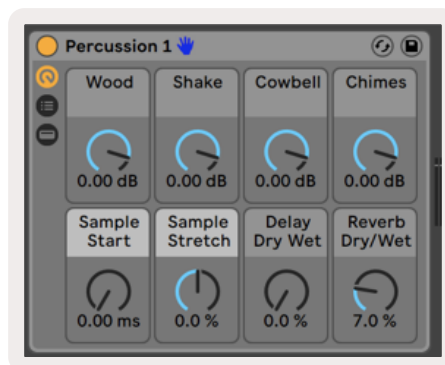 Percussion 1
Wood Shake Cowbell Chimes
0.00 dB 0.00 dB 0.00 dB 0.00 dB
Sample Sample Delay Reverb
Start Stretch Dry Wet Dry/Wet
0.00 ms 0.0 % 0.0 % 7.0 %